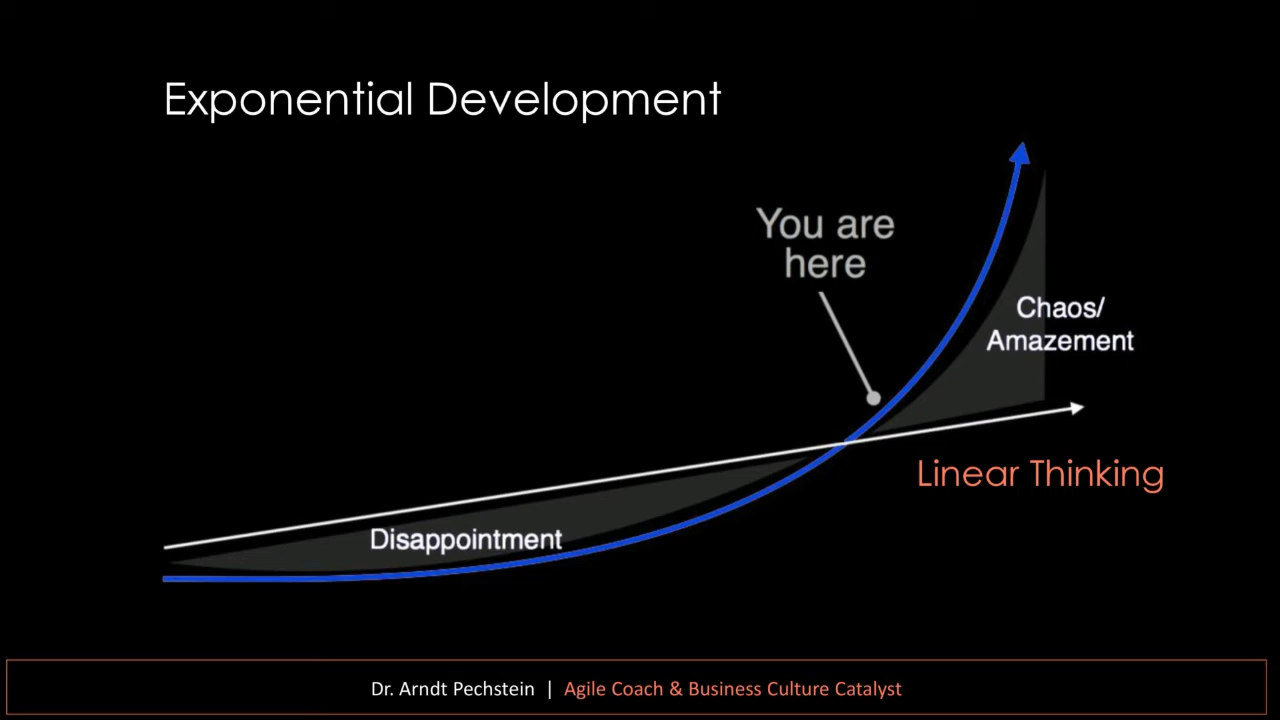 Exponential Development
You are
here
Chaos/
Amazement
Linear Thinking
Disappointment
Dr. Arndt Pechstein | Agile Coach & Business Culture Catalyst